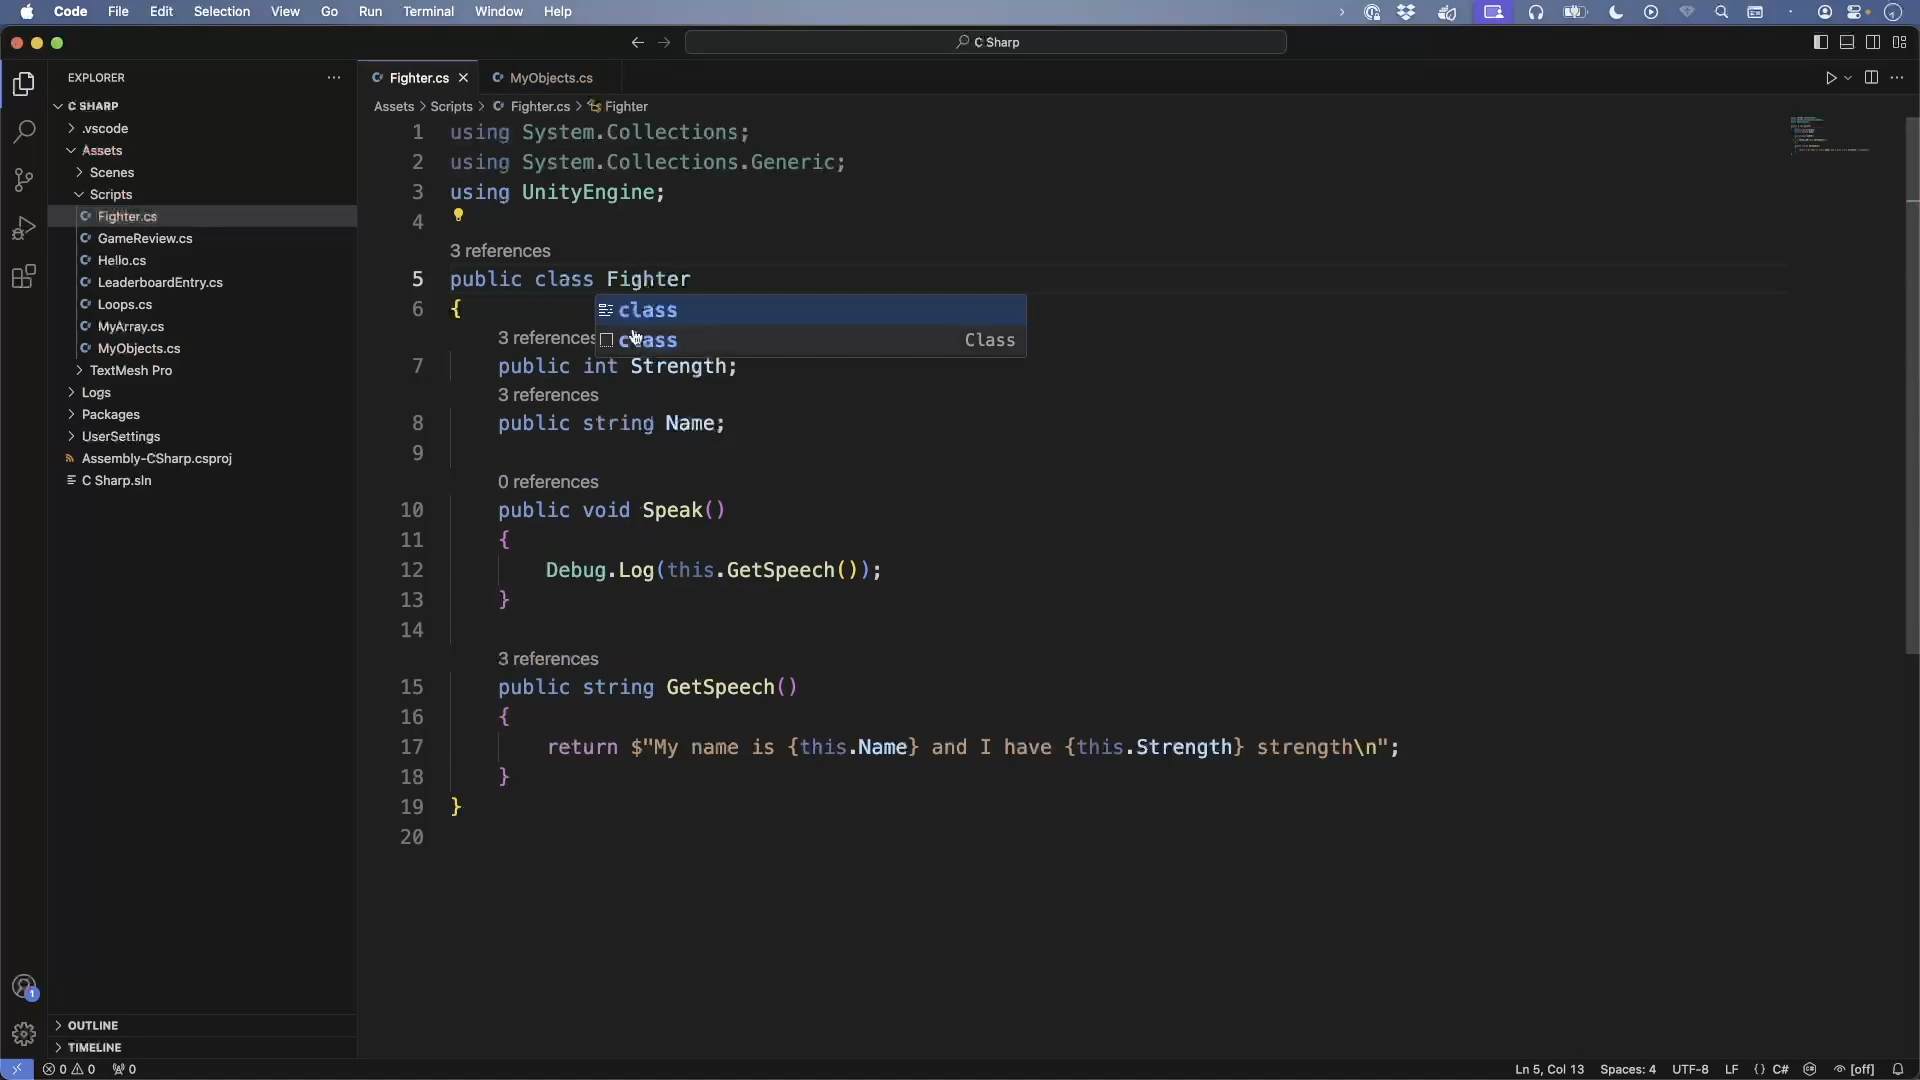 Code File Edit Selection View Go Run Terminal Window Help
C Sharp
EXPLORER
Fighter.cs
MyObjects.cs
Assets > Scripts > Fighter.cs > Fighter
C SHARP
.vscode
Assets
Scenes
Scripts
Fighter.cs
GameReview.cs
Hello.cs
LeaderboardEntry.cs
Loops.cs
MyArray.cs
MyObjects.cs
TextMesh Pro
Logs
Packages
UserSettings
Assembly-CSharp.csproj
C Sharp.sln
OUTLINE
TIMELINE
1 using System.Collections;
2 using System.Collections.Generic;
3 using UnityEngine;
4
3 references
5 public class Fighter
6 {
class
class Class
3 references
7 public int Strength;
3 references
8 public string Name;
9
0 references
10 public void Speak()
11 {
12 Debug.Log(this.GetSpeech());
13 }
14
3 references
15 public string GetSpeech()
16 {
17 return $"My name is {this.Name} and I have {this.Strength} strength\n";
18 }
19 }
20
1
0 0 0
Ln 5, Col 13 Spaces: 4 UTF-8 LF {} C# [off]